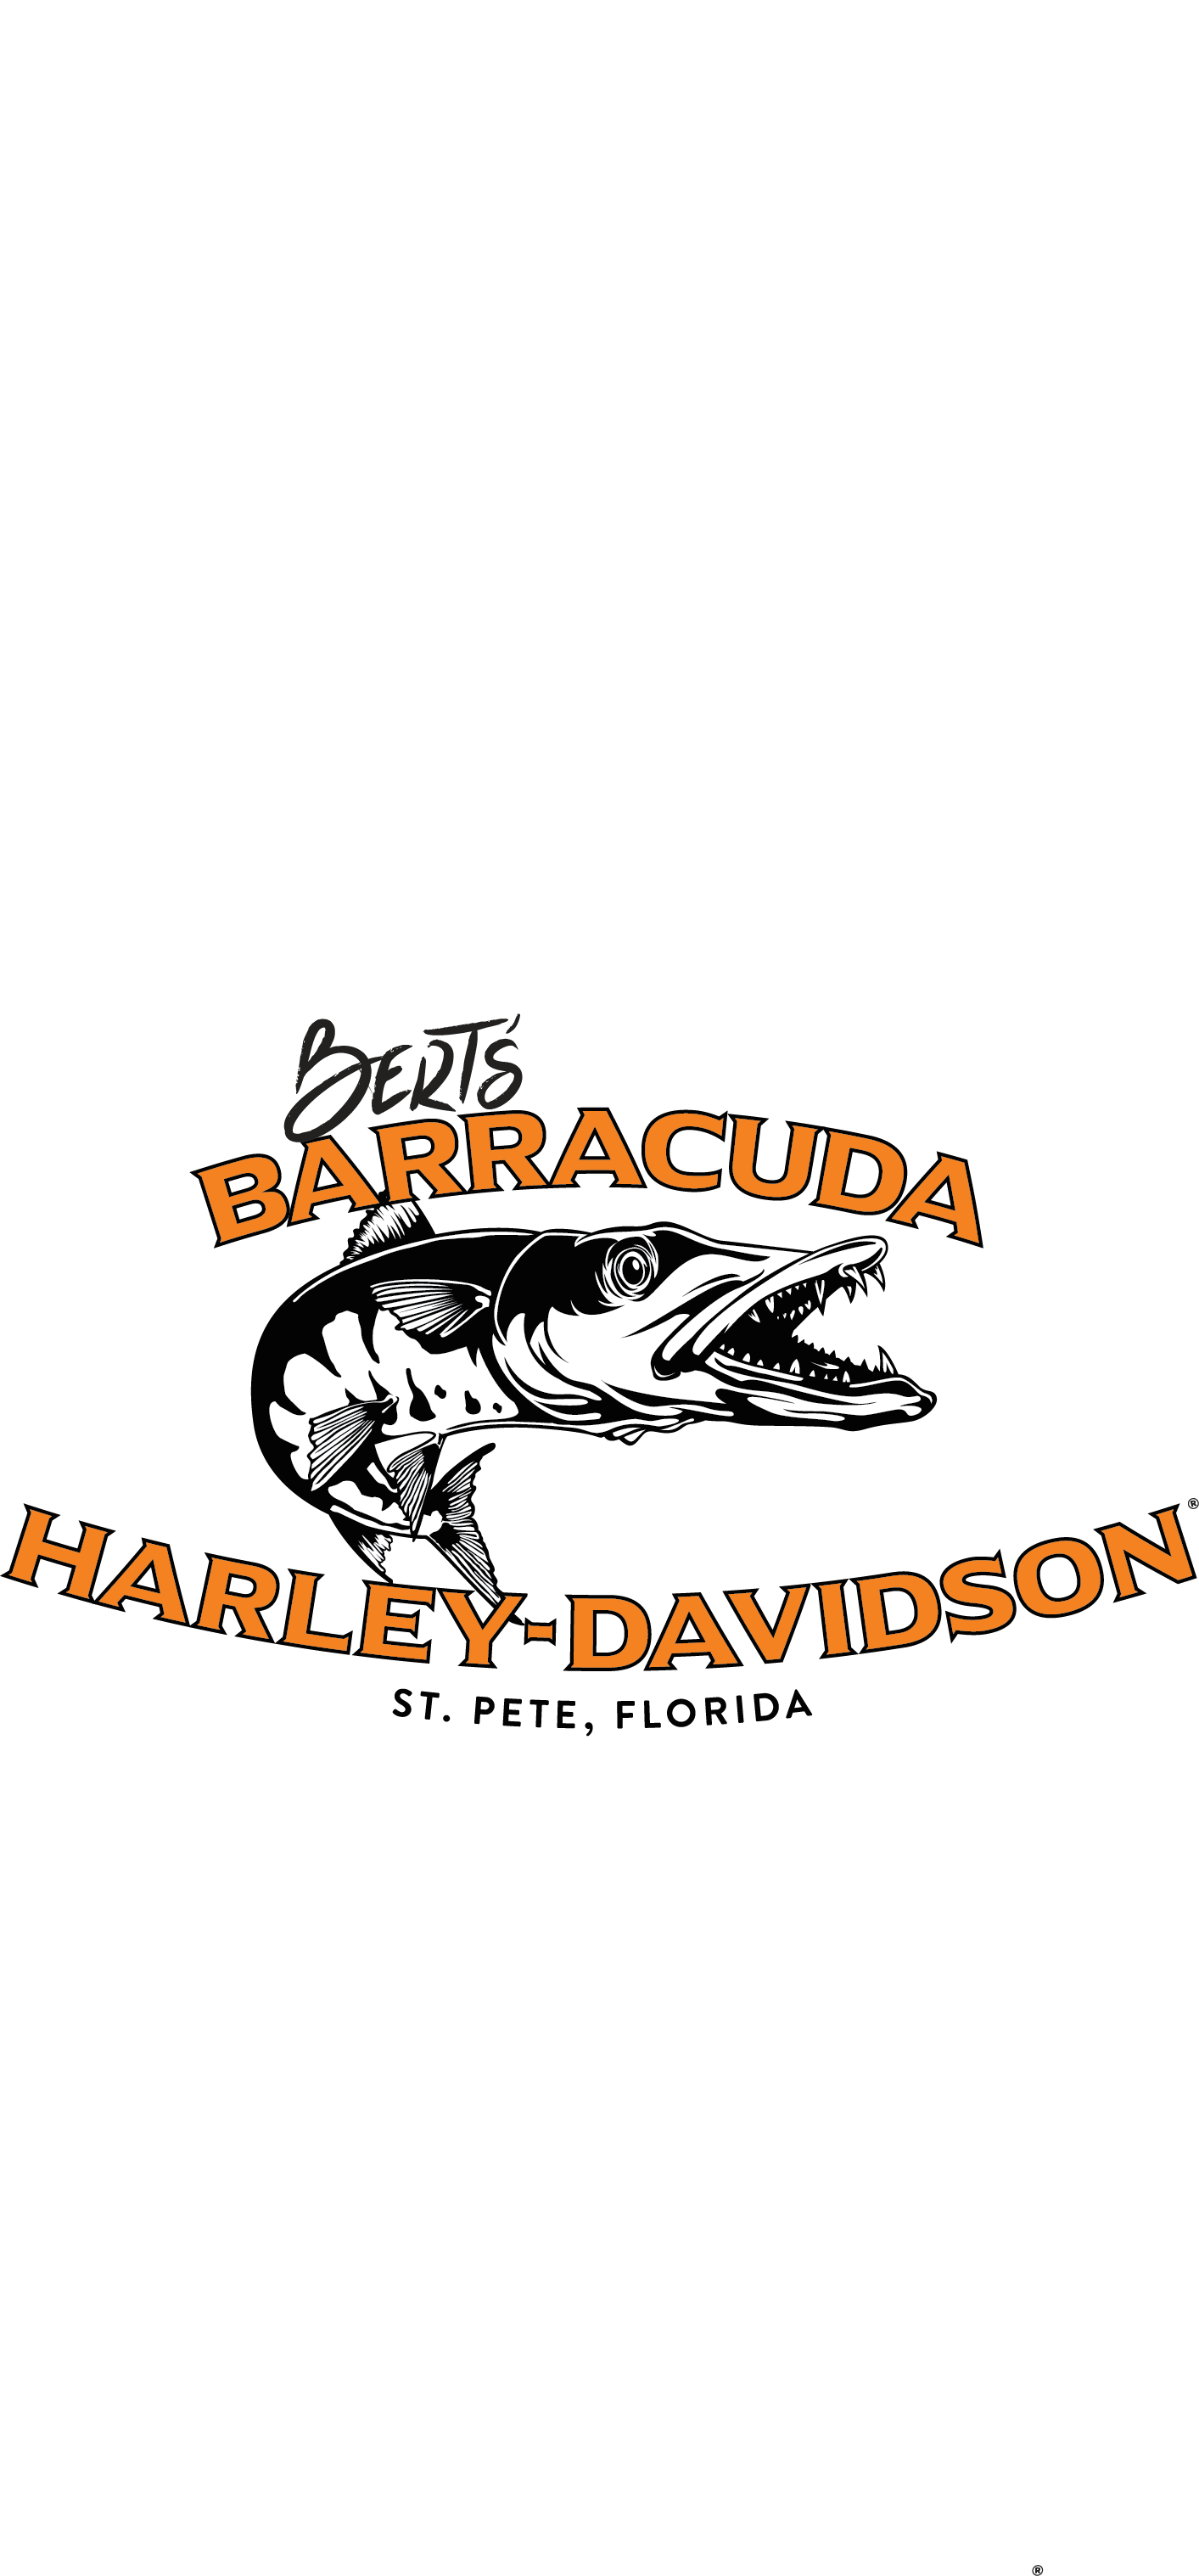 BERT'S
BARRACUDA
HARLEY-DAVIDSON®
ST. PETE, FLORIDA
®